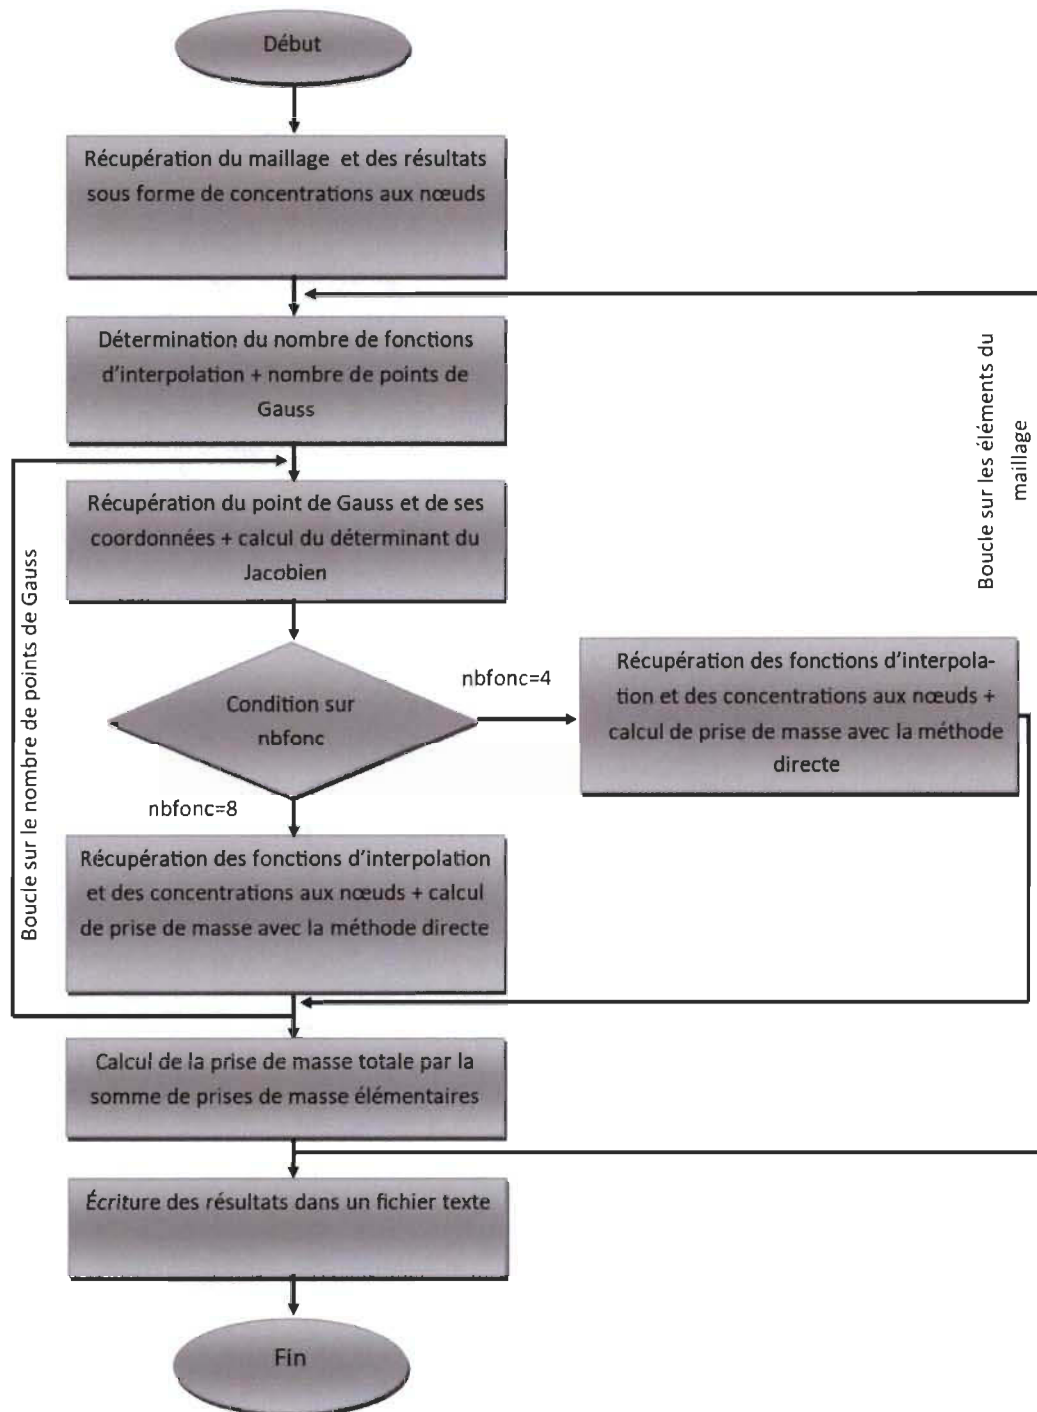 Début
Récupération du maillage et des résultats
sous forme de concentrations aux nœuds
Détermination du nombre de fonctions
d'interpolation + nombre de points de
Gauss
Récupération du point de Gauss et de ses
coordonnées + calcul du déterminant du
Jacobien
Condition sur
nbfonc
nbfonc=4
Récupération des fonctions d'interpola-
tion et des concentrations aux nœuds +
calcul de prise de masse avec la méthode
directe
nbfonc=8
Récupération des fonctions d'interpolation
et des concentrations aux nœuds + calcul
de prise de masse avec la méthode directe
Calcul de la prise de masse totale par la
somme de prises de masse élémentaires
Écriture des résultats dans un fichier texte
Fin
Boucle sur le nombre de points de Gauss
Boucle sur les éléments du
maillage